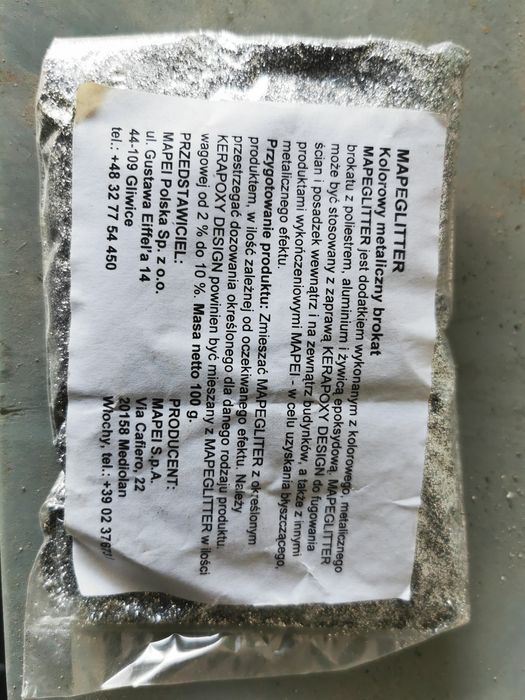 MAPEGLITTER
Kolorowy metaliczny brokat
MAPEGLITTER jest dodatkiem wykonanym z kolorowego, metalicznego
brokatu z poliestrem, aluminium i żywicą epoksydową. MAPEGLITTER
może być stosowany z zaprawą KERAPOXY DESIGN do fugowania
ścian i posadzek wewnątrz i na zewnątrz budynków, a także z innymi
produktami wykończeniowymi MAPEI - w celu uzyskania błyszczącego,
metalicznego efektu.
Przygotowanie produktu: Zmieszać MAPEGLITER z określonym
produktem, w ilość zależnej od oczekiwanego efektu. Należy
przestrzegać dozowania określonego dla danego rodzaju produktu.
KERAPOXY DESIGN powinien być mieszany z MAPEGLITTER w ilości
wagowej od 2 % do 10 %. Masa netto 100 g.
PRZEDSTAWICIEL:
MAPEI Polska Sp. z o.o.
ul. Gustawa Eiffel'a 14
44-109 Gliwice
tel.: +48 32 77 54 450
PRODUCENT:
MAPEI S.p.A.
Via Cafiero, 22
20158 Mediolan
Włochy, tel.: +39 02 376